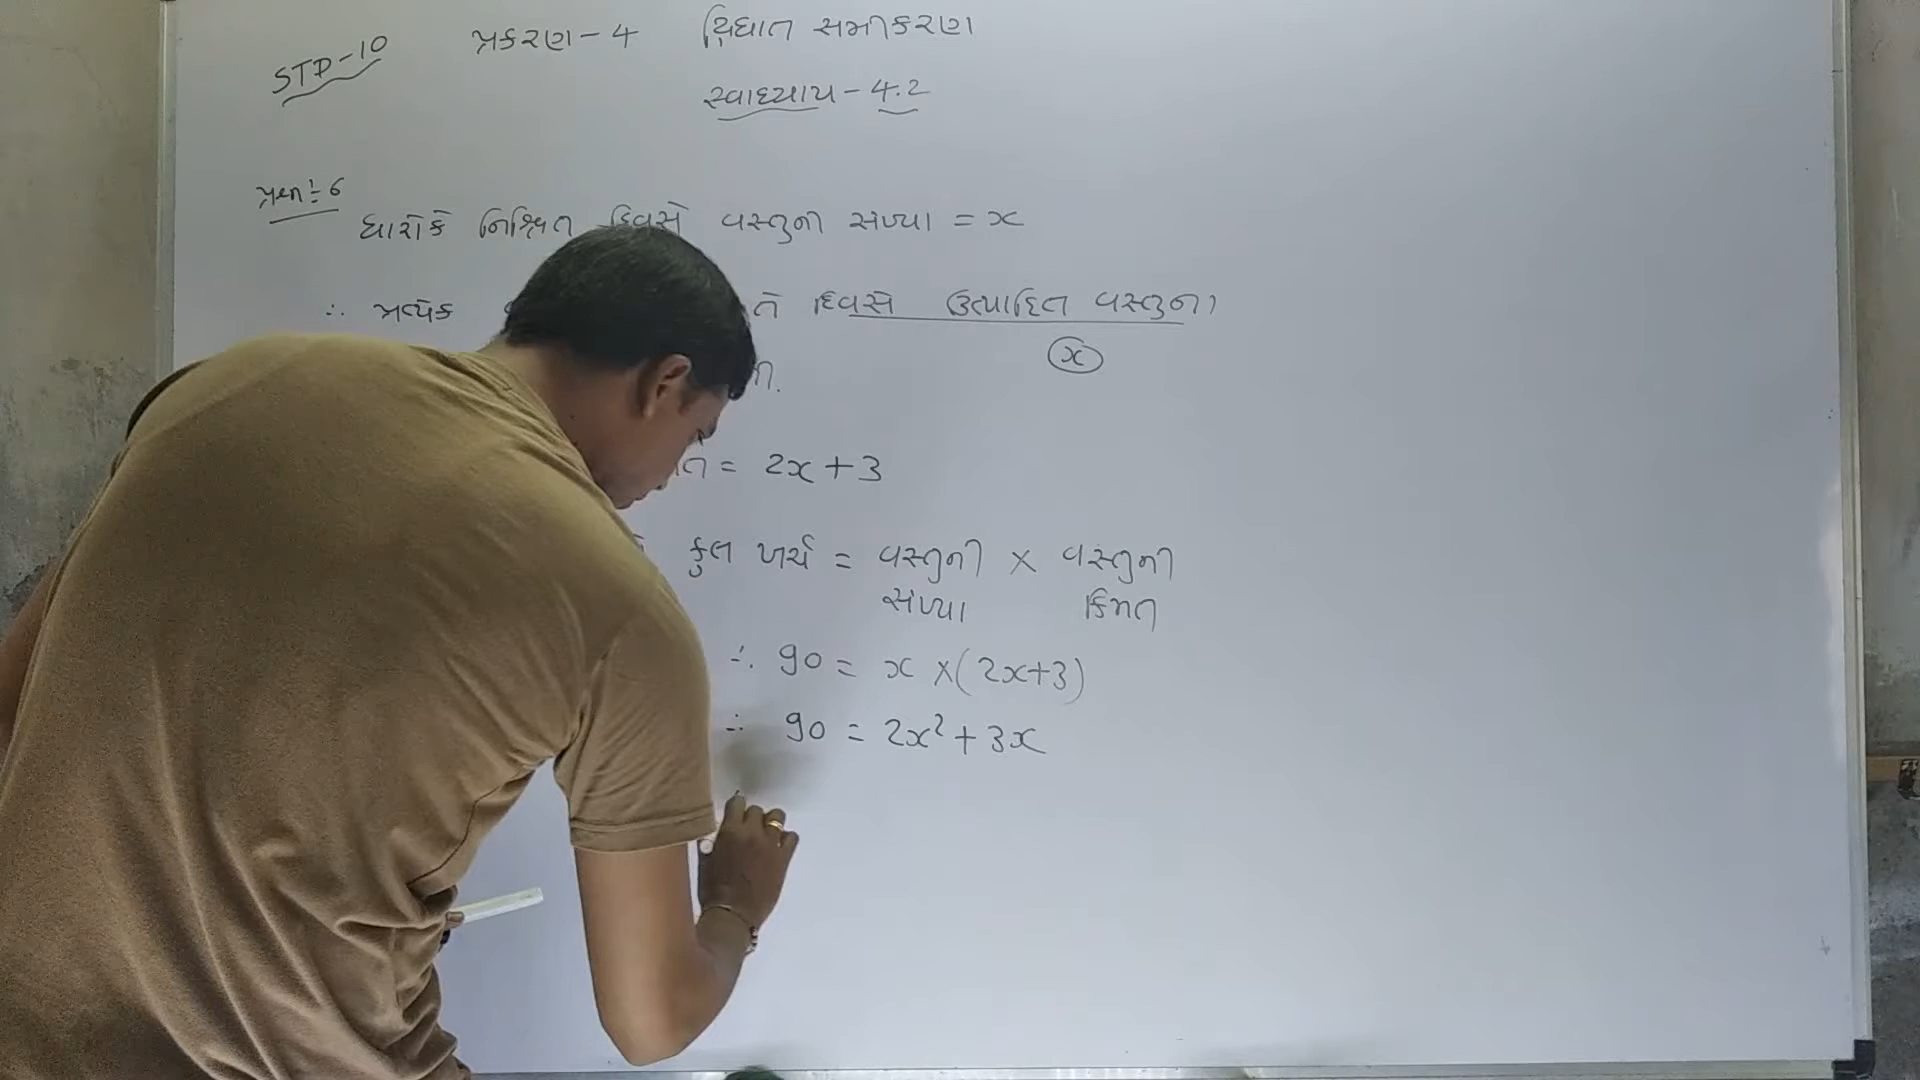 STD-10
પ્રકરણ-4 દ્વિઘાત સમીકરણ
સ્વાધ્યાય-4.2
પ્રશ્ન:-6
ધારોકે નિશ્ચિત દિવસે વસ્તુની સંખ્યા = x
∴ પ્રત્યેક તે દિવસે ઉત્પાદિત વસ્તુની
x
= 2x+3
કુલ ખર્ચ = વસ્તુની × વસ્તુની
સંખ્યા કિંમત
∴ 90 = x ×(2x+3)
∴ 90 = 2x²+3x